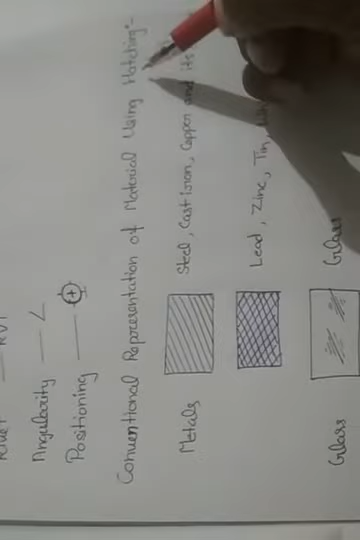 Angularity — ∠
Positioning — ⌖
Conventional Representation of Material Using Hatching:-
Metals Steel, Cast iron, Copper and its
Lead, Zinc, Tin,
Glass Glass